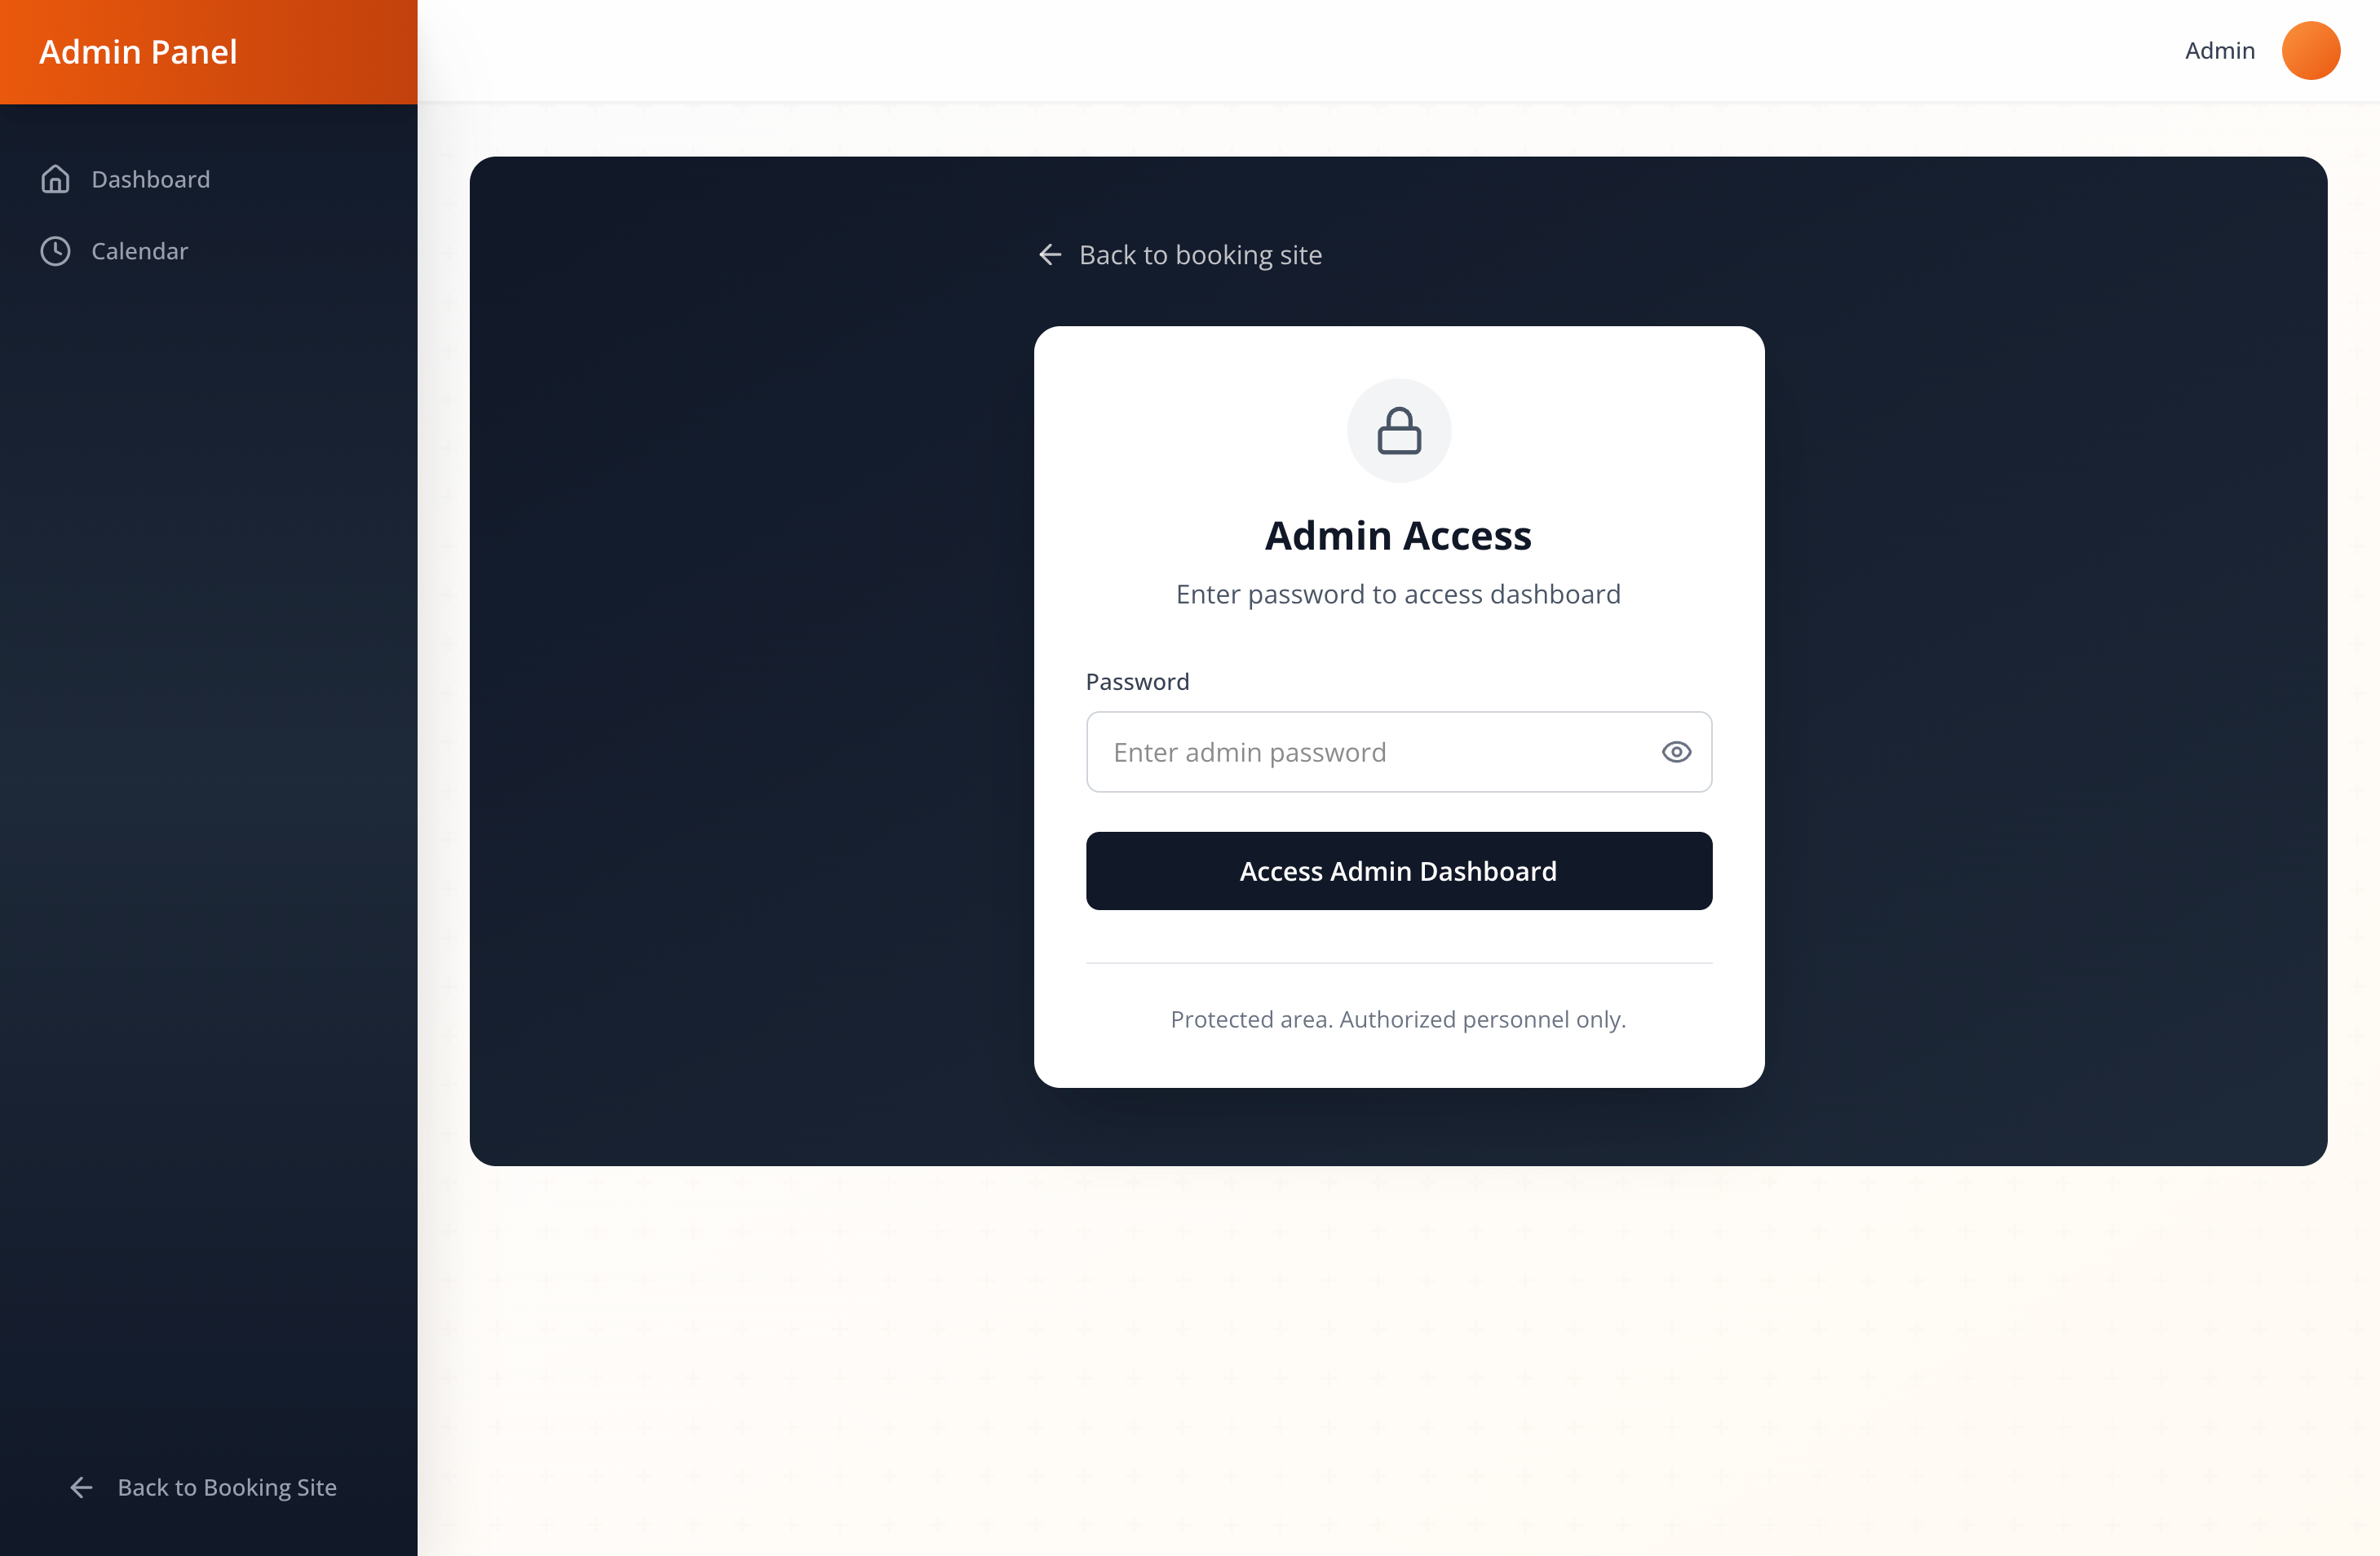 Admin Panel
Admin
Dashboard
Calendar
Back to booking site
Admin Access
Enter password to access dashboard
Password
Enter admin password
Access Admin Dashboard
Protected area. Authorized personnel only.
Back to Booking Site